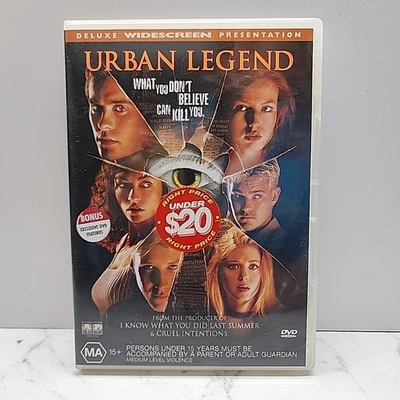 DELUXE WIDESCREEN PRESENTATION
URBAN LEGEND
WHAT YOU DON'T
BELIEVE
CAN KILL YOU.
BONUS
EXCLUSIVE DVD
FEATURES
RIGHT PRICE
UNDER
$20
RIGHT PRICE
FROM THE PRODUCER OF
I KNOW WHAT YOU DID LAST SUMMER
& CRUEL INTENTIONS
DVD
MA 15+
PERSONS UNDER 15 YEARS MUST BE
ACCOMPANIED BY A PARENT OR ADULT GUARDIAN
MEDIUM LEVEL VIOLENCE